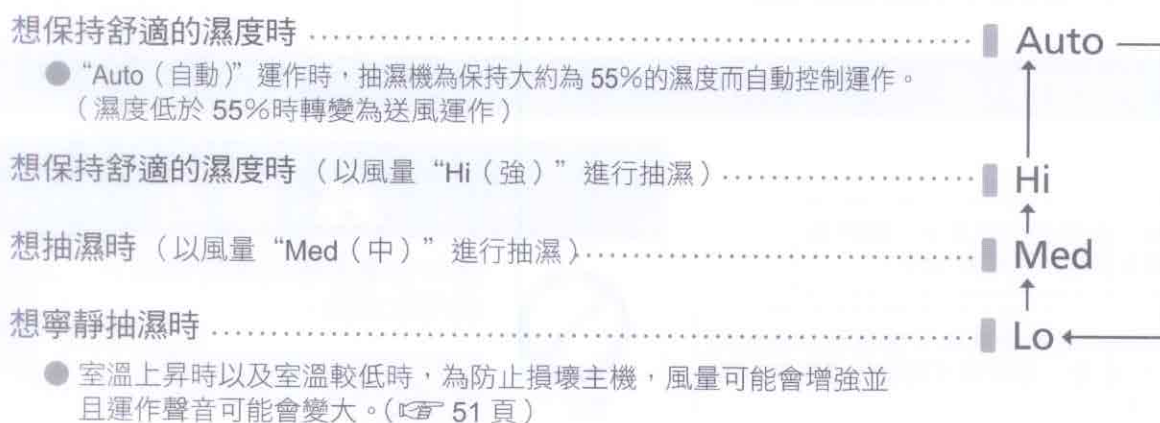 想保持舒適的濕度時 Auto
● “Auto（自動）”運作時，抽濕機為保持大約為 55%的濕度而自動控制運作。
（濕度低於 55%時轉變為送風運作）
想保持舒適的濕度時（以風量“Hi（強）”進行抽濕） Hi
想抽濕時（以風量“Med（中）”進行抽濕） Med
想寧靜抽濕時 Lo
● 室溫上昇時以及室溫較低時，為防止損壞主機，風量可能會增強並
且運作聲音可能會變大。(☞ 51 頁)